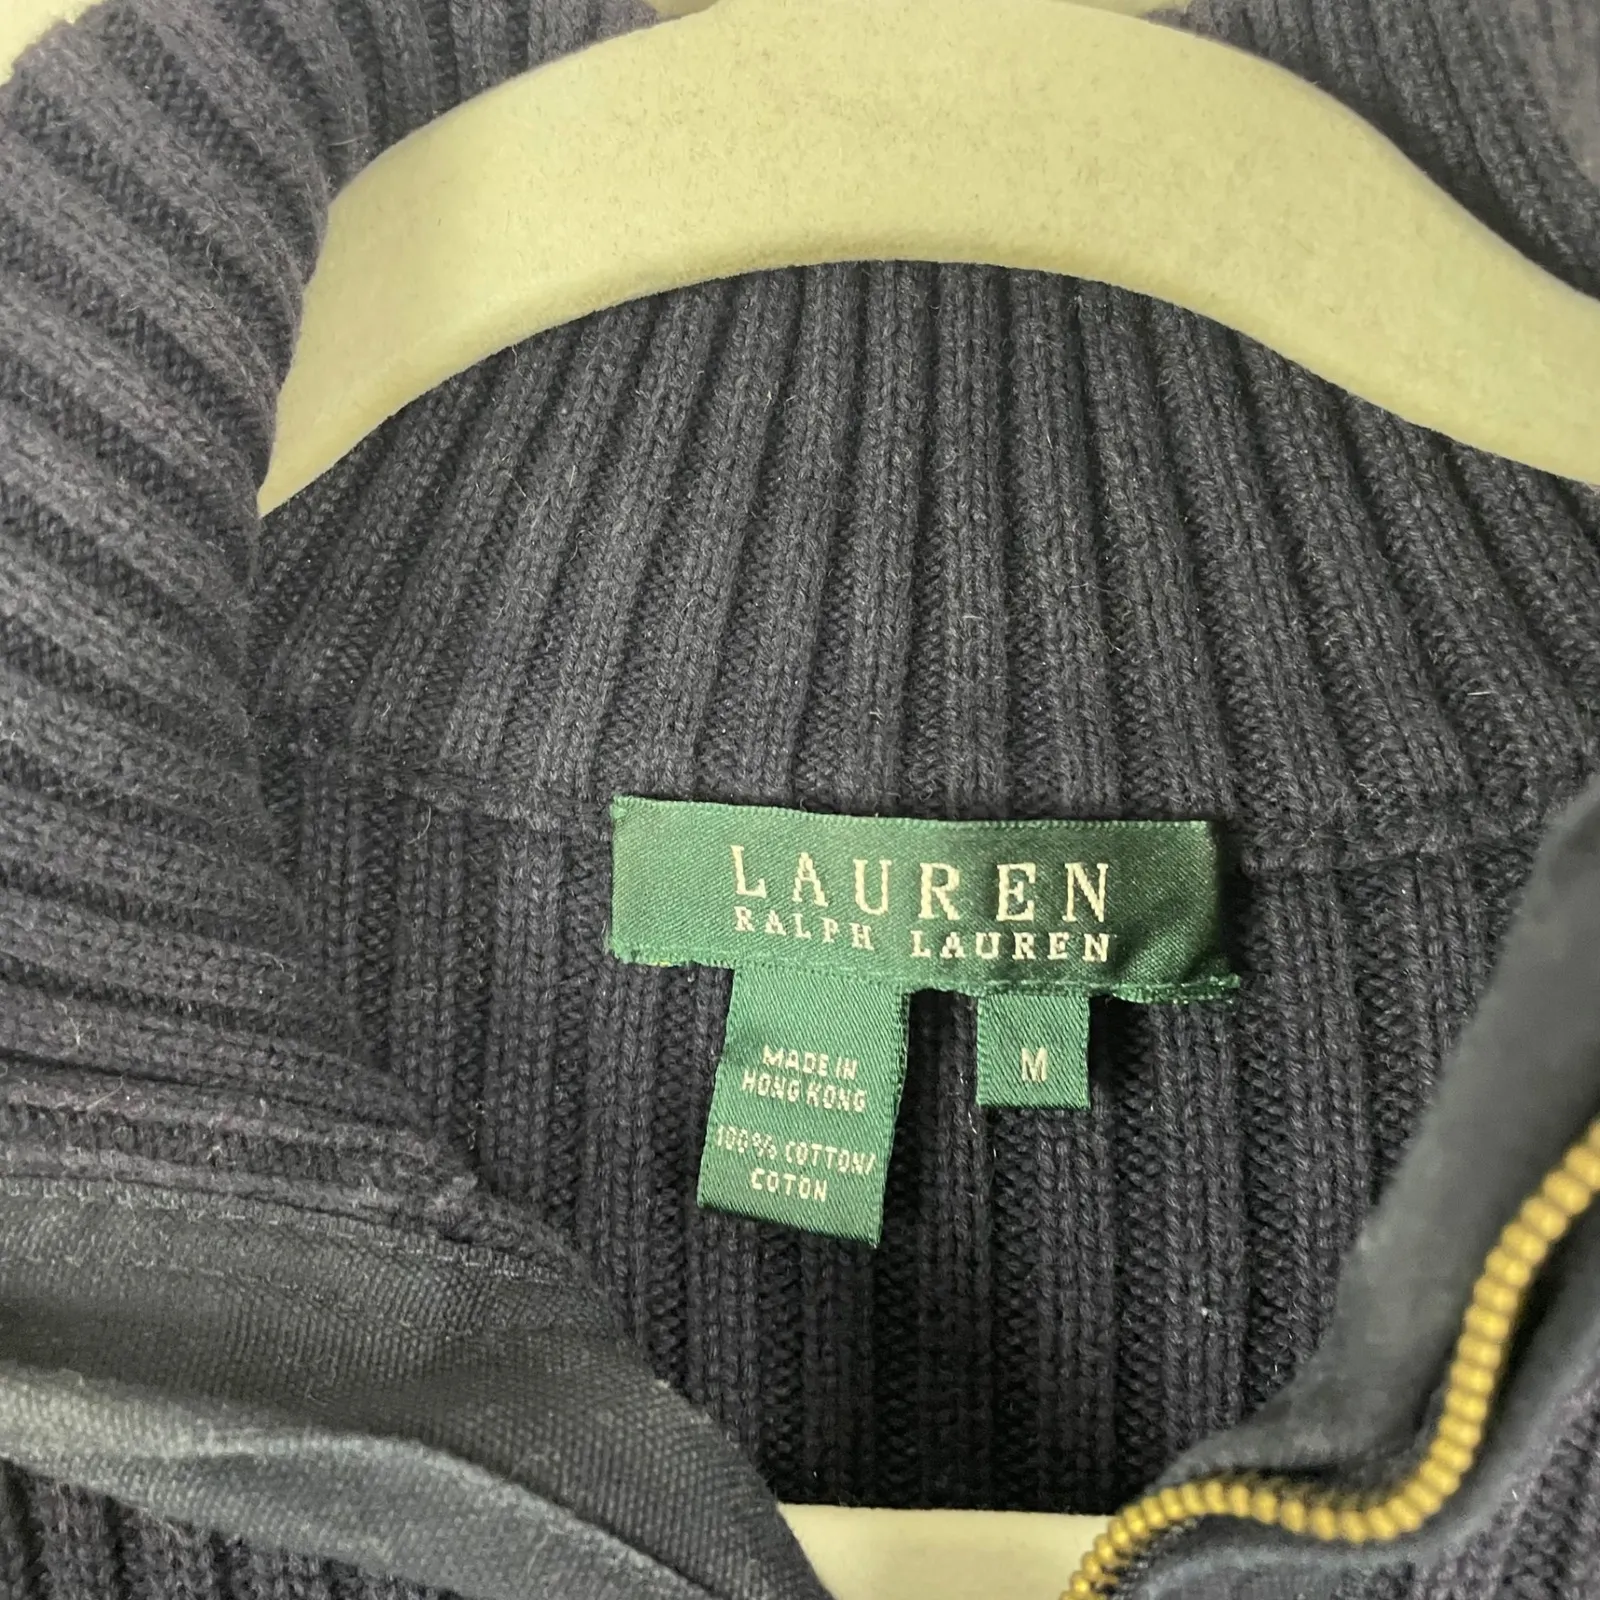 LAUREN
RALPH LAUREN
MADE IN
HONG KONG
100% COTTON/
COTON
M